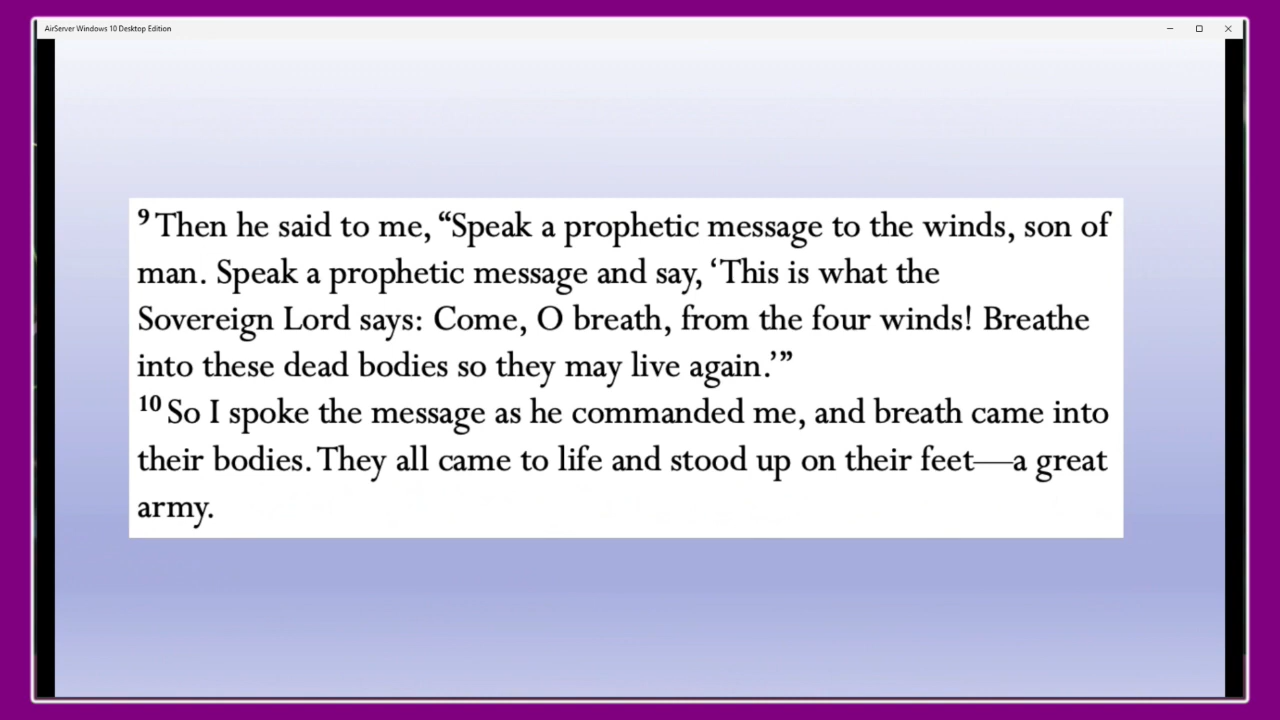 AirServer Windows 10 Desktop Edition
9 Then he said to me, “Speak a prophetic message to the winds, son of
man. Speak a prophetic message and say, ‘This is what the
Sovereign Lord says: Come, O breath, from the four winds! Breathe
into these dead bodies so they may live again.’”
10 So I spoke the message as he commanded me, and breath came into
their bodies. They all came to life and stood up on their feet—a great
army.